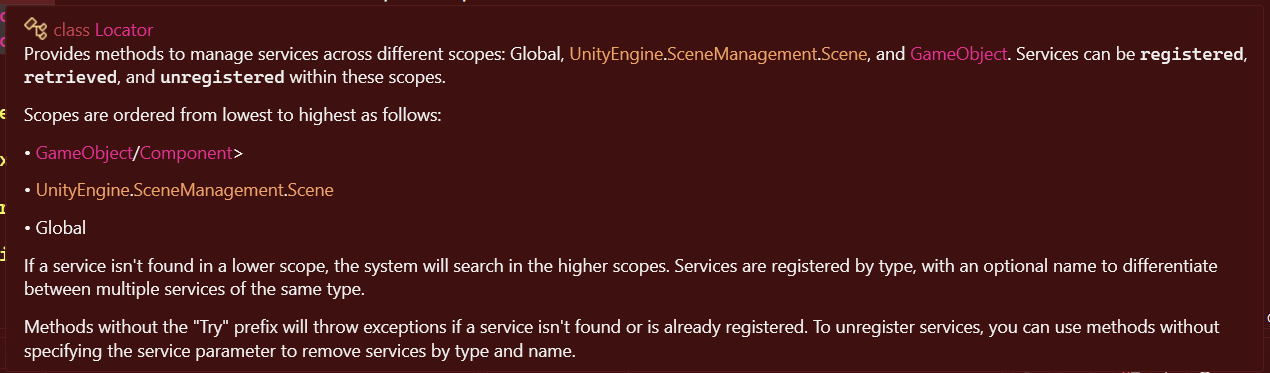 class Locator
Provides methods to manage services across different scopes: Global, UnityEngine.SceneManagement.Scene, and GameObject. Services can be registered,
retrieved, and unregistered within these scopes.
Scopes are ordered from lowest to highest as follows:
• GameObject/Component>
• UnityEngine.SceneManagement.Scene
• Global
If a service isn't found in a lower scope, the system will search in the higher scopes. Services are registered by type, with an optional name to differentiate
between multiple services of the same type.
Methods without the "Try" prefix will throw exceptions if a service isn't found or is already registered. To unregister services, you can use methods without
specifying the service parameter to remove services by type and name.